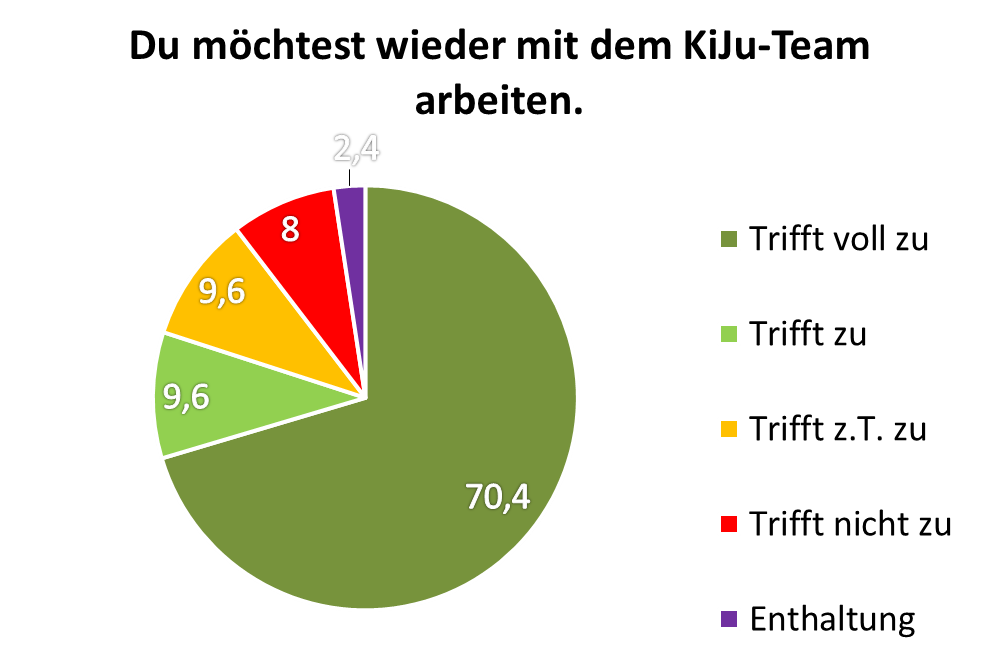 Du möchtest wieder mit dem KiJu-Team
arbeiten.
2,4
8
9,6
9,6
70,4
Trifft voll zu
Trifft zu
Trifft z.T. zu
Trifft nicht zu
Enthaltung